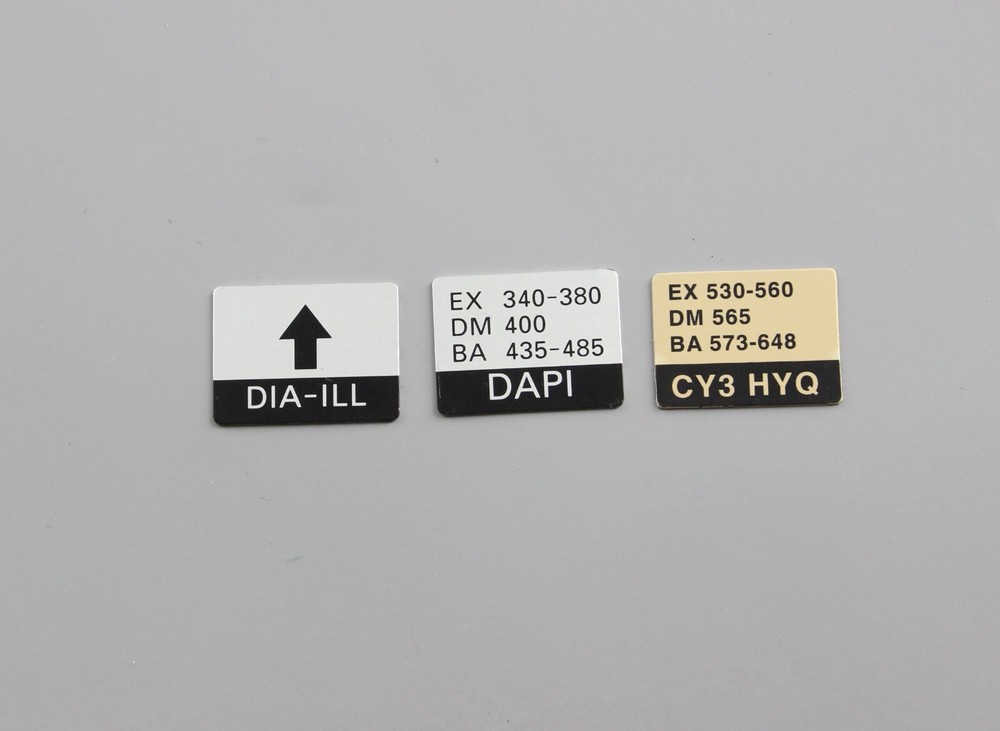 DIA-ILL
EX 340-380
DM 400
BA 435-485
DAPI
EX 530-560
DM 565
BA 573-648
CY3 HYQ